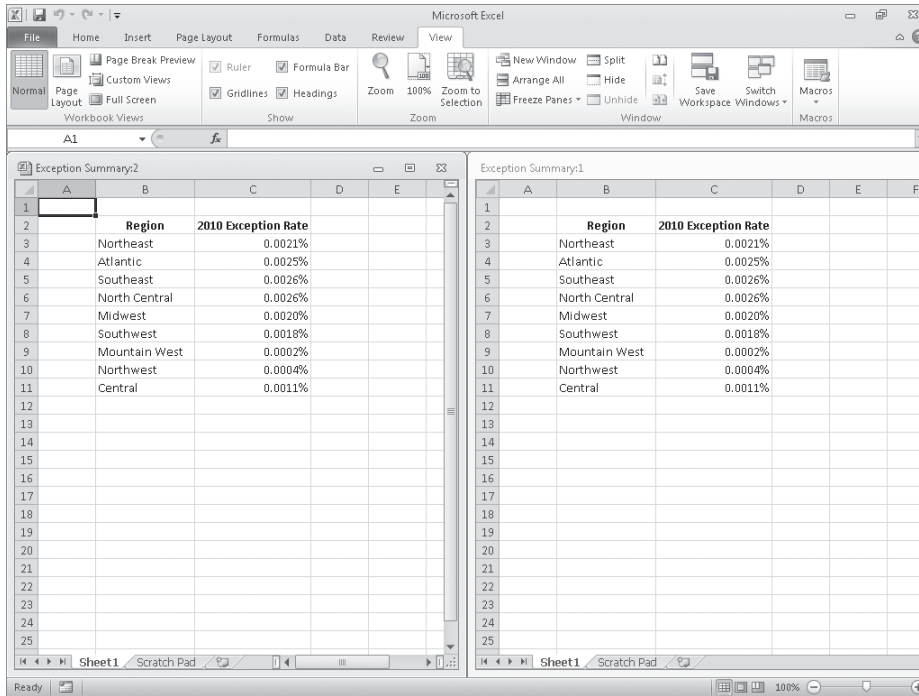 Microsoft Excel
File Home Insert Page Layout Formulas Data Review View
Normal
Page Layout
Page Break Preview
Custom Views
Full Screen
Workbook Views
Ruler
Formula Bar
Gridlines
Headings
Show
Zoom
100%
Zoom to Selection
Zoom
New Window
Arrange All
Freeze Panes
Split
Hide
Unhide
Save Workspace
Switch Windows
Window
Macros
Macros
A1
fx
Exception Summary:2
A B C D E
1
2 Region 2010 Exception Rate
3 Northeast 0.0021%
4 Atlantic 0.0025%
5 Southeast 0.0026%
6 North Central 0.0026%
7 Midwest 0.0020%
8 Southwest 0.0018%
9 Mountain West 0.0002%
10 Northwest 0.0004%
11 Central 0.0011%
12
13
14
15
16
17
18
19
20
21
22
23
24
25
Sheet1 Scratch Pad
Exception Summary:1
A B C D E F
1
2 Region 2010 Exception Rate
3 Northeast 0.0021%
4 Atlantic 0.0025%
5 Southeast 0.0026%
6 North Central 0.0026%
7 Midwest 0.0020%
8 Southwest 0.0018%
9 Mountain West 0.0002%
10 Northwest 0.0004%
11 Central 0.0011%
12
13
14
15
16
17
18
19
20
21
22
23
24
25
Sheet1 Scratch Pad
Ready
100%